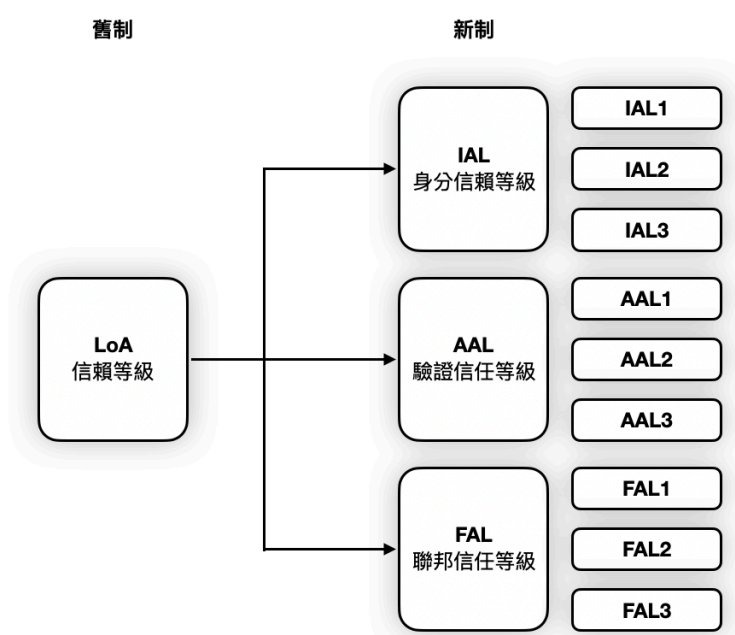 舊制
新制
LoA
信賴等級
IAL
身分信賴等級
IAL1
IAL2
IAL3
AAL
驗證信任等級
AAL1
AAL2
AAL3
FAL
聯邦信任等級
FAL1
FAL2
FAL3